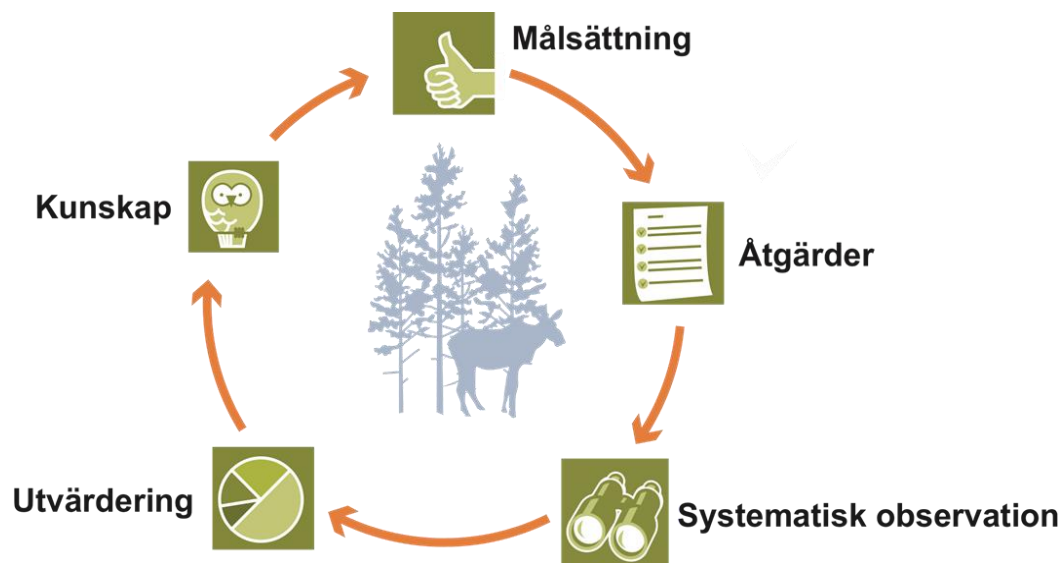 Målsättning
Åtgärder
Systematisk observation
Utvärdering
Kunskap